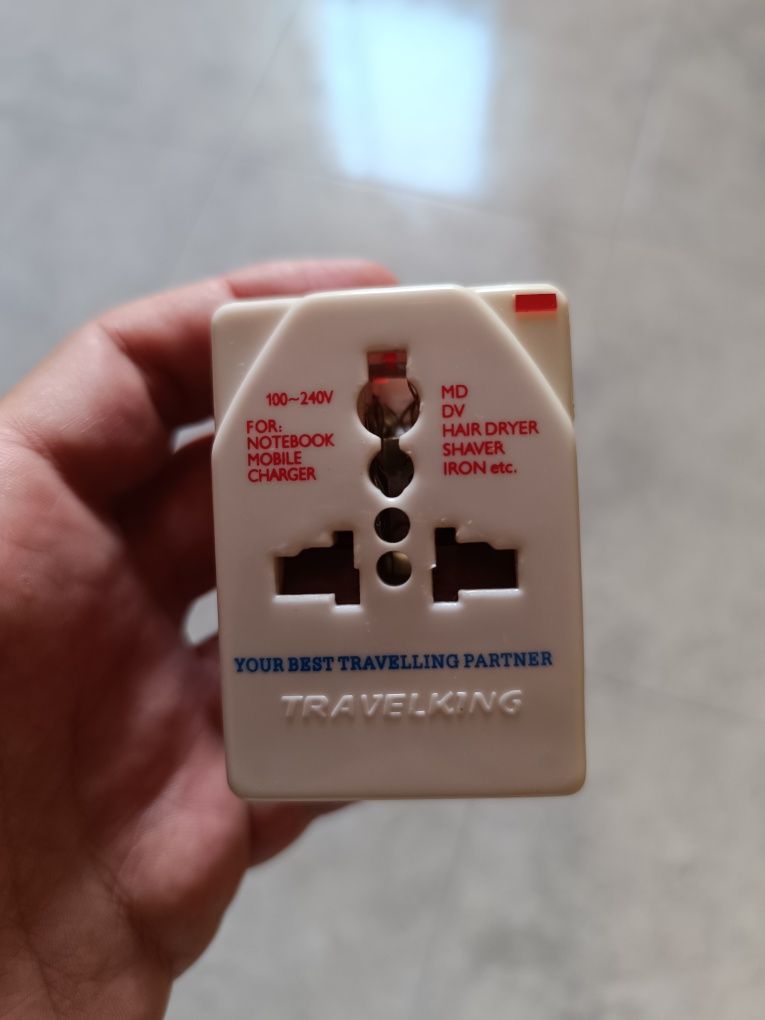 100~240V
FOR:
NOTEBOOK
MOBILE
CHARGER
MD
DV
HAIR DRYER
SHAVER
IRON etc.
YOUR BEST TRAVELLING PARTNER
TRAVELKING